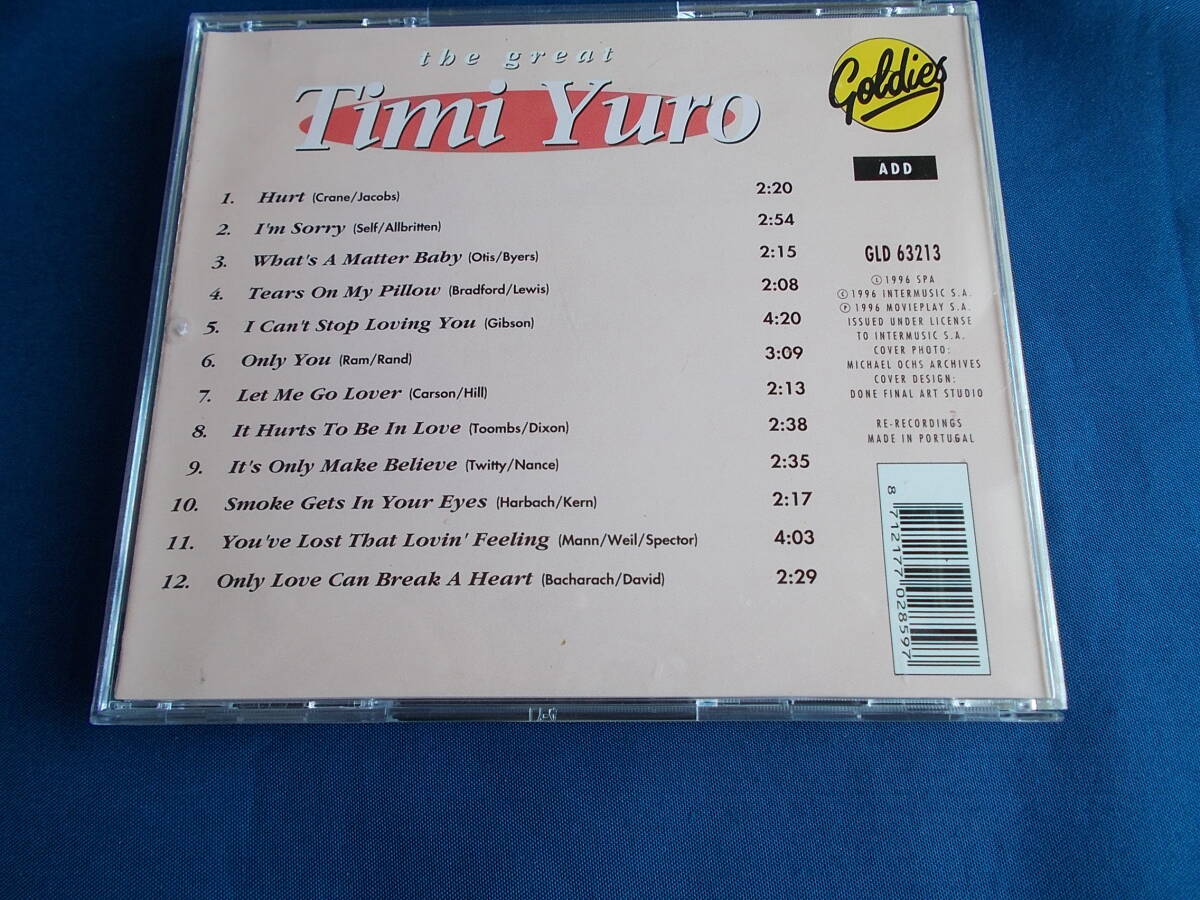 the great
Timi Yuro
Goldies
ADD
1. Hurt (Crane/Jacobs) 2:20
2. I'm Sorry (Self/Allbritten) 2:54
3. What's A Matter Baby (Otis/Byers) 2:15
4. Tears On My Pillow (Bradford/Lewis) 2:08
5. I Can't Stop Loving You (Gibson) 4:20
6. Only You (Ram/Rand) 3:09
7. Let Me Go Lover (Carson/Hill) 2:13
8. It Hurts To Be In Love (Toombs/Dixon) 2:38
9. It's Only Make Believe (Twitty/Nance) 2:35
10. Smoke Gets In Your Eyes (Harbach/Kern) 2:17
11. You've Lost That Lovin' Feeling (Mann/Weil/Spector) 4:03
12. Only Love Can Break A Heart (Bacharach/David) 2:29
GLD 63213
1996 SPA
© 1996 INTERMUSIC S.A.
℗ 1996 MOVIEPLAY S.A.
ISSUED UNDER LICENSE
TO INTERMUSIC S.A.
COVER PHOTO:
MICHAEL OCHS ARCHIVES
COVER DESIGN:
DONE FINAL ART STUDIO
RE-RECORDINGS
MADE IN PORTUGAL
8 712177 028597